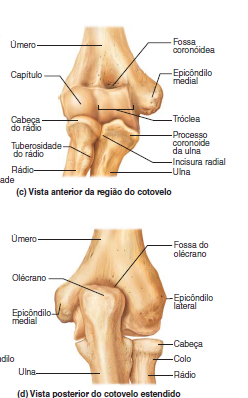 Úmero
Fossa
coronóidea
Capítulo
Epicôndilo
medial
Cabeça
do rádio
Tróclea
Tuberosidade
do rádio
Processo
coronoide
da ulna
Incisura radial
Rádio
Ulna
ade
(c) Vista anterior da região do cotovelo
Úmero
Fossa do
olécrano
Olécrano
Epicôndilo
medial
Epicôndilo
lateral
Cabeça
dilo
Colo
Ulna
Rádio
(d) Vista posterior do cotovelo estendido